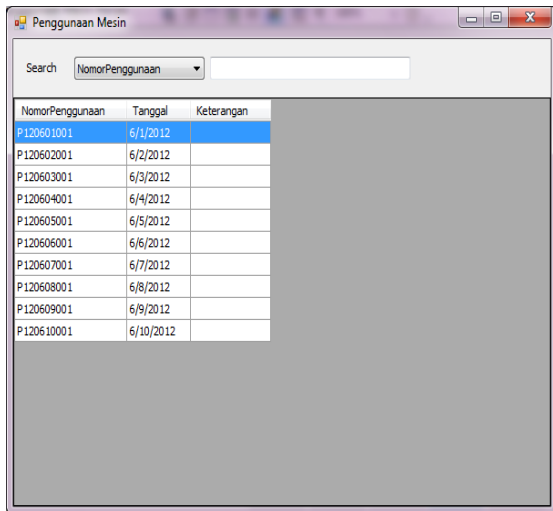 Penggunaan Mesin
Search NomorPenggunaan
NomorPenggunaan Tanggal Keterangan
P120601001 6/1/2012
P120602001 6/2/2012
P120603001 6/3/2012
P120604001 6/4/2012
P120605001 6/5/2012
P120606001 6/6/2012
P120607001 6/7/2012
P120608001 6/8/2012
P120609001 6/9/2012
P120610001 6/10/2012